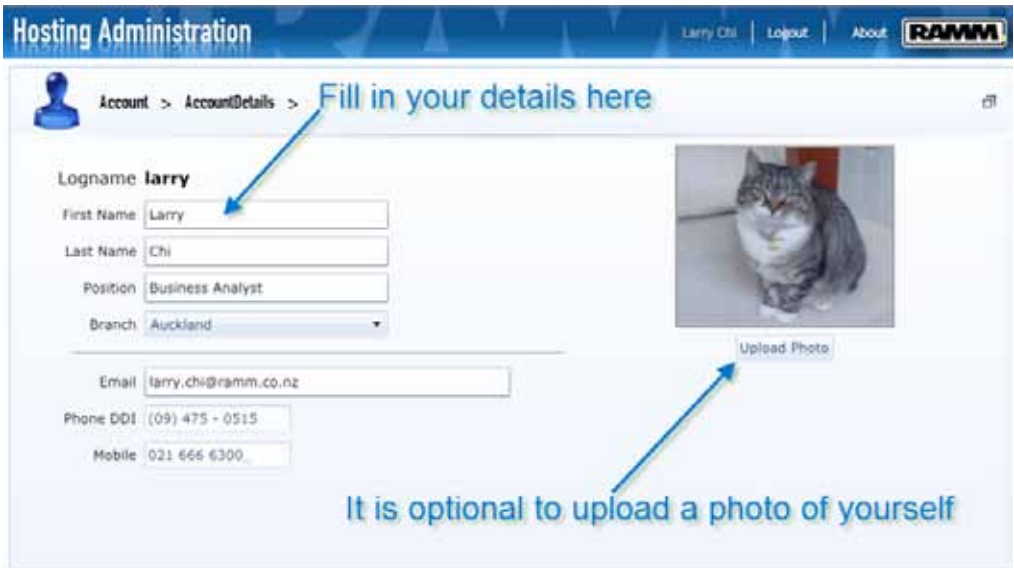 Hosting Administration
Larry Chi | Logout | About RAMM
Account > AccountDetails >
Fill in your details here
Logname larry
First Name Larry
Last Name Chi
Position Business Analyst
Branch Auckland
Upload Photo
Email larry.chi@ramm.co.nz
Phone DDI (09) 475 - 0515
Mobile 021 666 6300_
It is optional to upload a photo of yourself